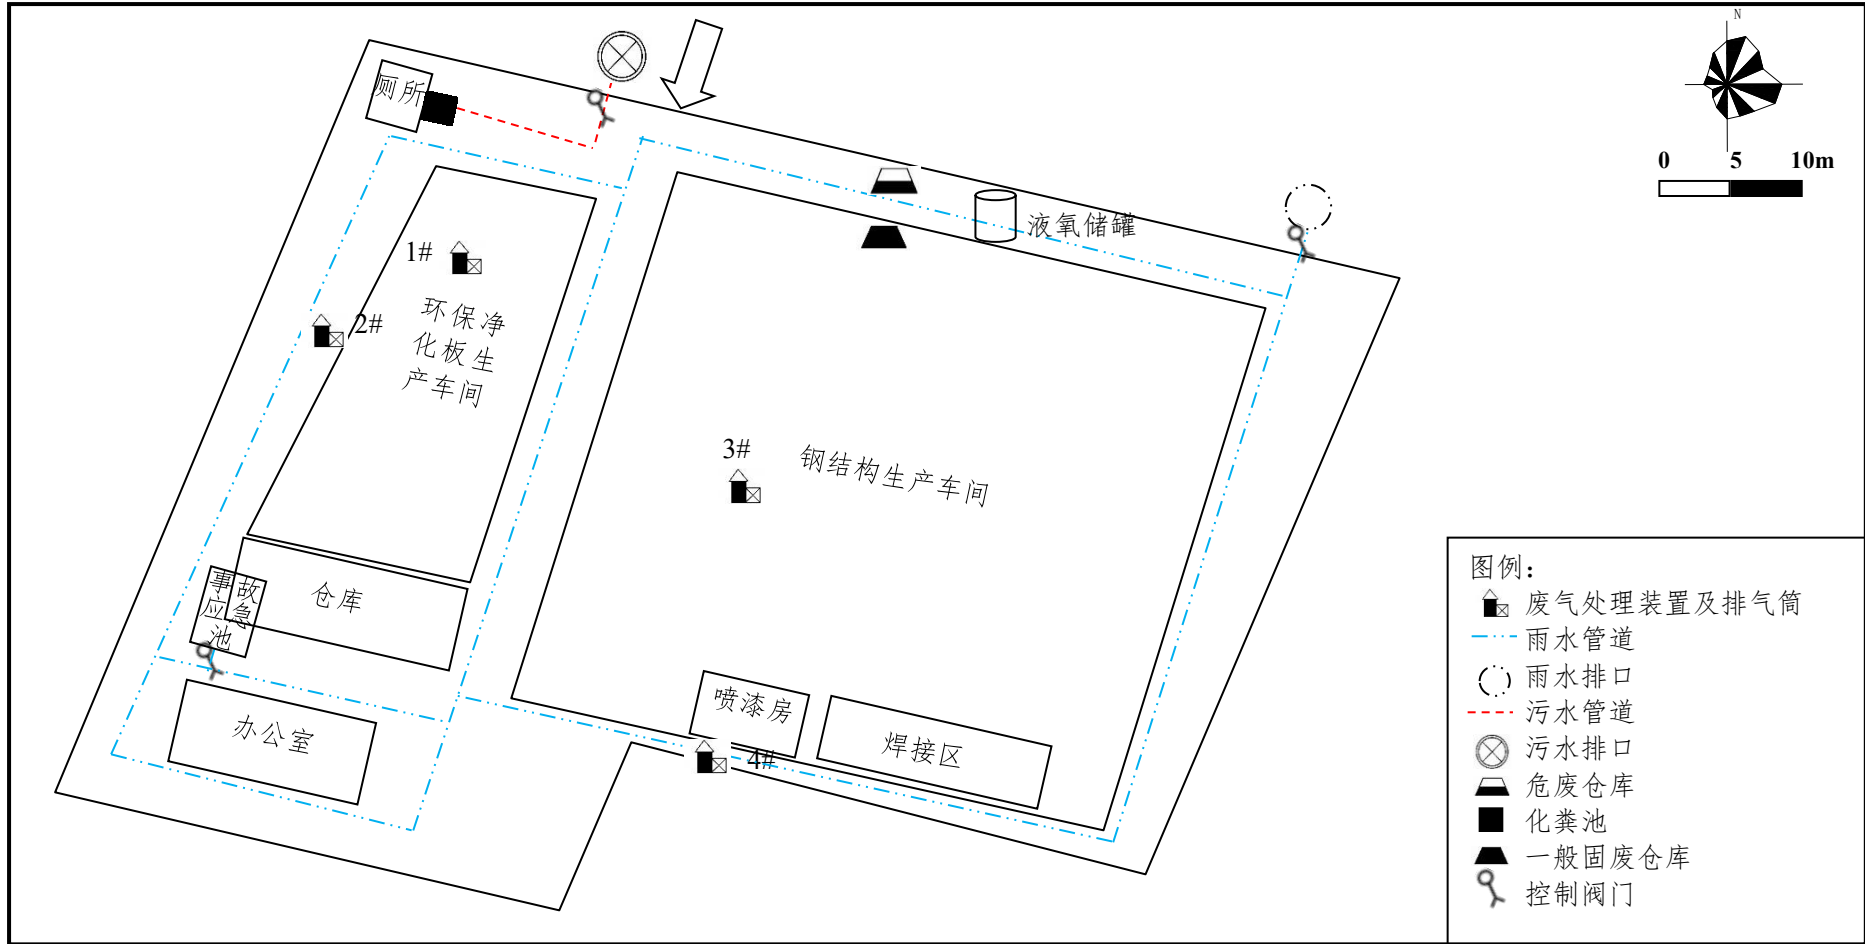 N
0 5 10m
厕所
液氧储罐
1#
2#
环保净
化板生
产车间
3#
钢结构生产车间
事故
应急
池
仓库
办公室
喷漆房
焊接区
4#
图例：
废气处理装置及排气筒
雨水管道
雨水排口
污水管道
污水排口
危废仓库
化粪池
一般固废仓库
控制阀门